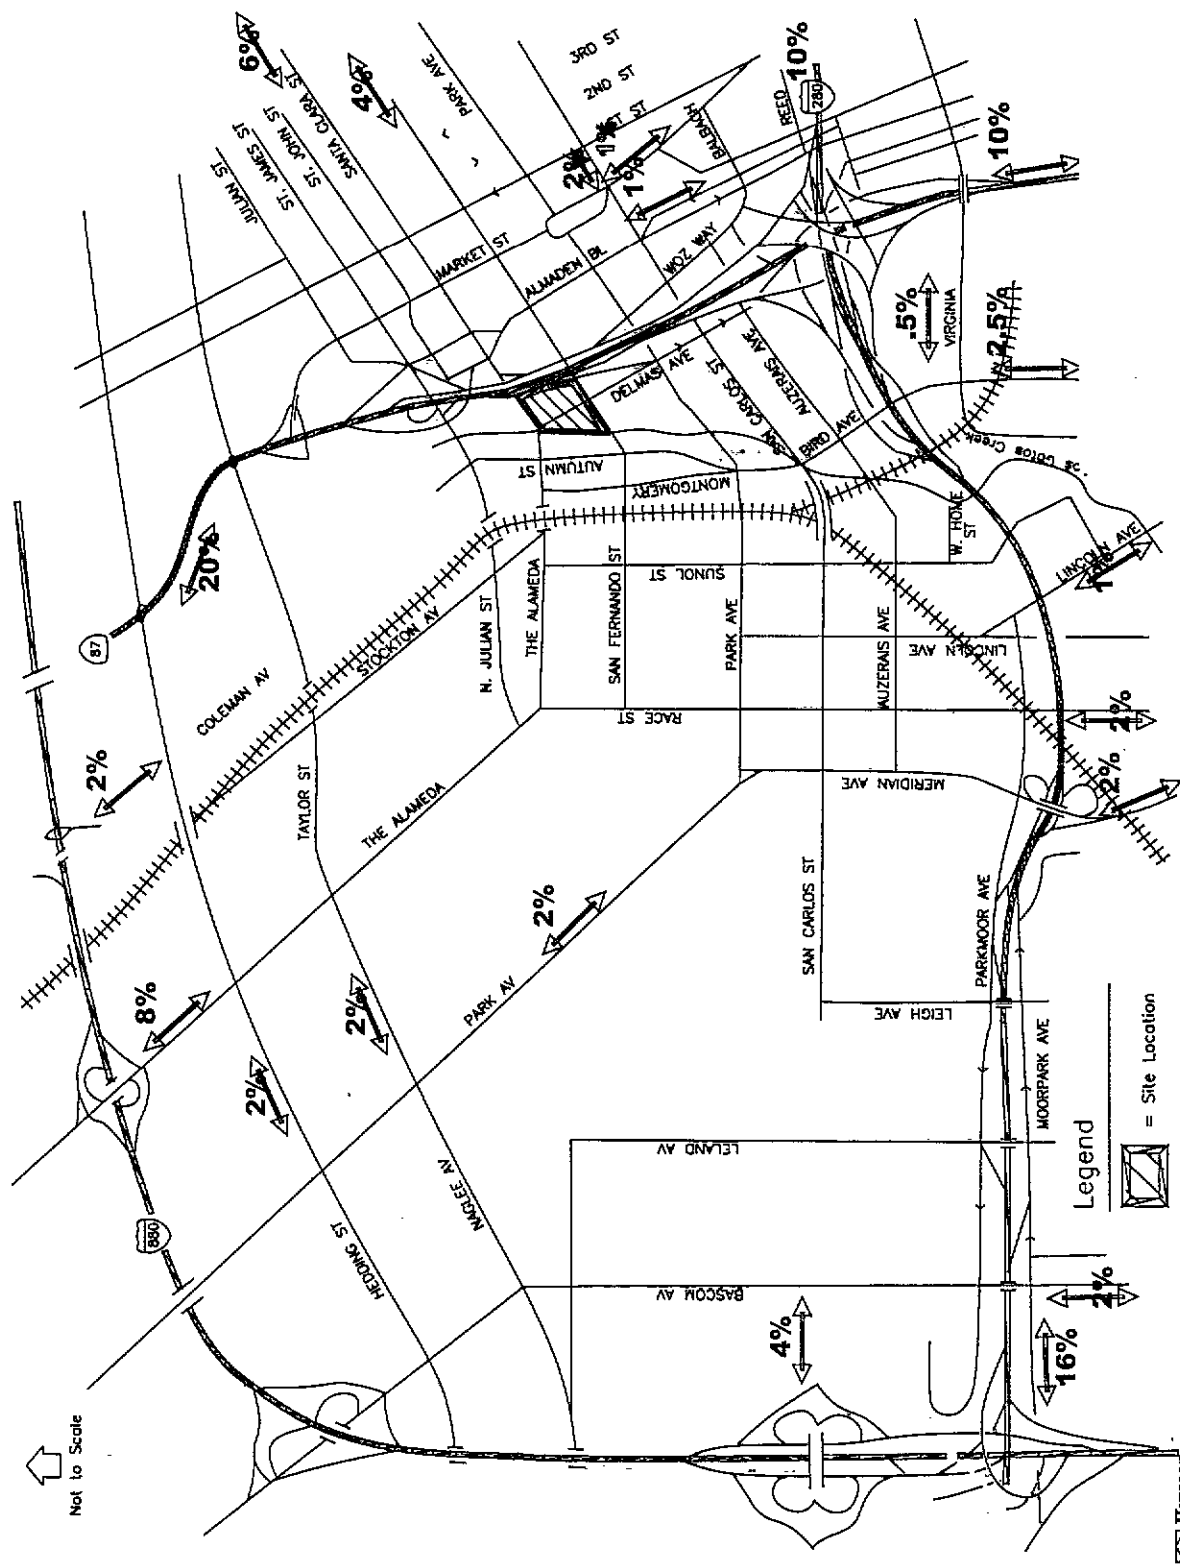 6%
4%
JULIAN ST
ST. JAMES ST
ST. JOHN ST
SANTA CLARA ST
PARK AVE
3RD ST
2ND ST
1ST ST
BALBACH
REED
10%
280
2%
1%
1%
10%
MARKET ST
ALMADEN BL
WOZ WAY
.5%
VIRGINIA
2.5%
DELMAS AVE
SAN CARLOS ST
AUZERAIS AVE
BIRD AVE
Los Gatos Creek
AUTUMN ST
MONTGOMERY
20%
87
COLEMAN AV
STOCKTON AV
N. JULIAN ST
THE ALAMEDA
SAN FERNANDO ST
SUNOL ST
PARK AVE
AUZERAIS AVE
W. HOME
ST
LINCOLN AVE
LINCOLN AVE
RACE ST
2%
2%
2%
TAYLOR ST
THE ALAMEDA
MERIDIAN AVE
8%
2%
2%
2%
PARK AV
SAN CARLOS ST
PARKMOOR AVE
LEIGH AVE
MOORPARK AVE
880
HEDDING ST
NAGLEE AV
LELAND AV
BASCOM AV
4%
2%
16%
Legend
= Site Location
Not to Scale